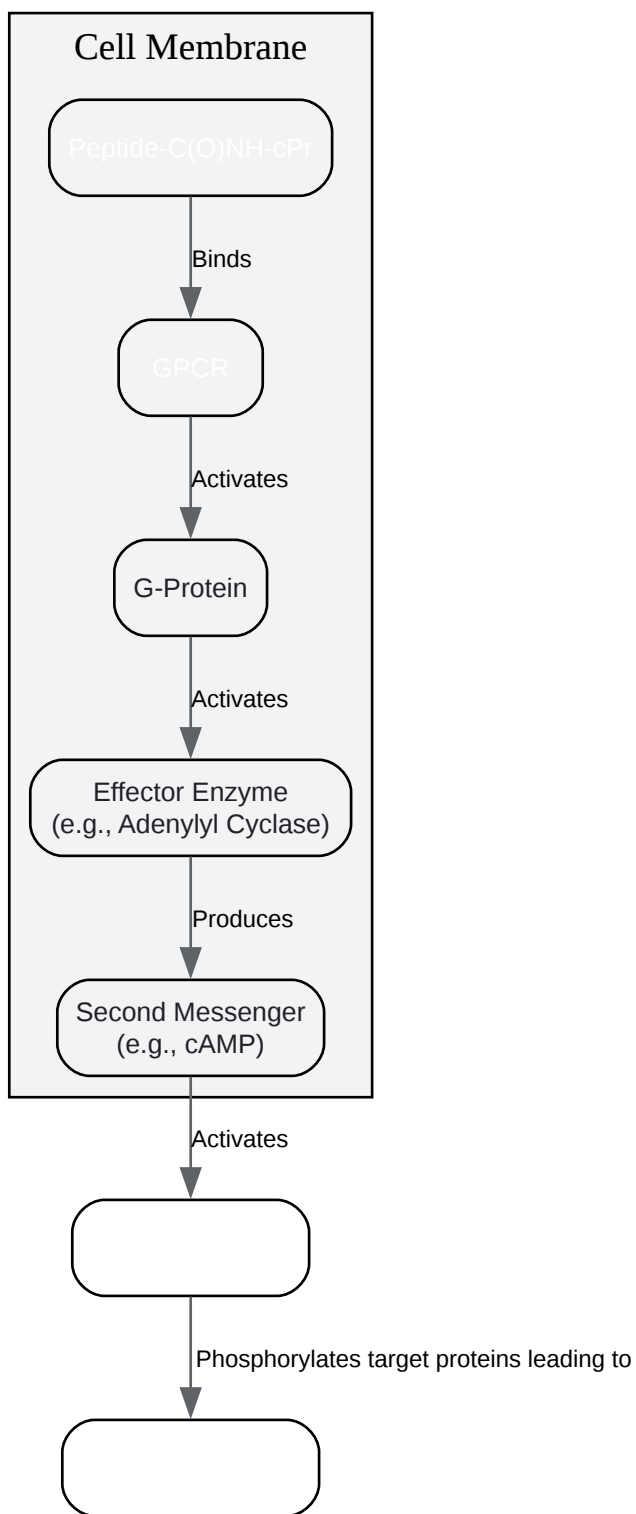 Cell Membrane
Peptide-C(O)NH-cPr
Binds
GPCR
Activates
G-Protein
Activates
Effector Enzyme
(e.g., Adenylyl Cyclase)
Produces
Second Messenger
(e.g., cAMP)
Activates
Phosphorylates target proteins leading to